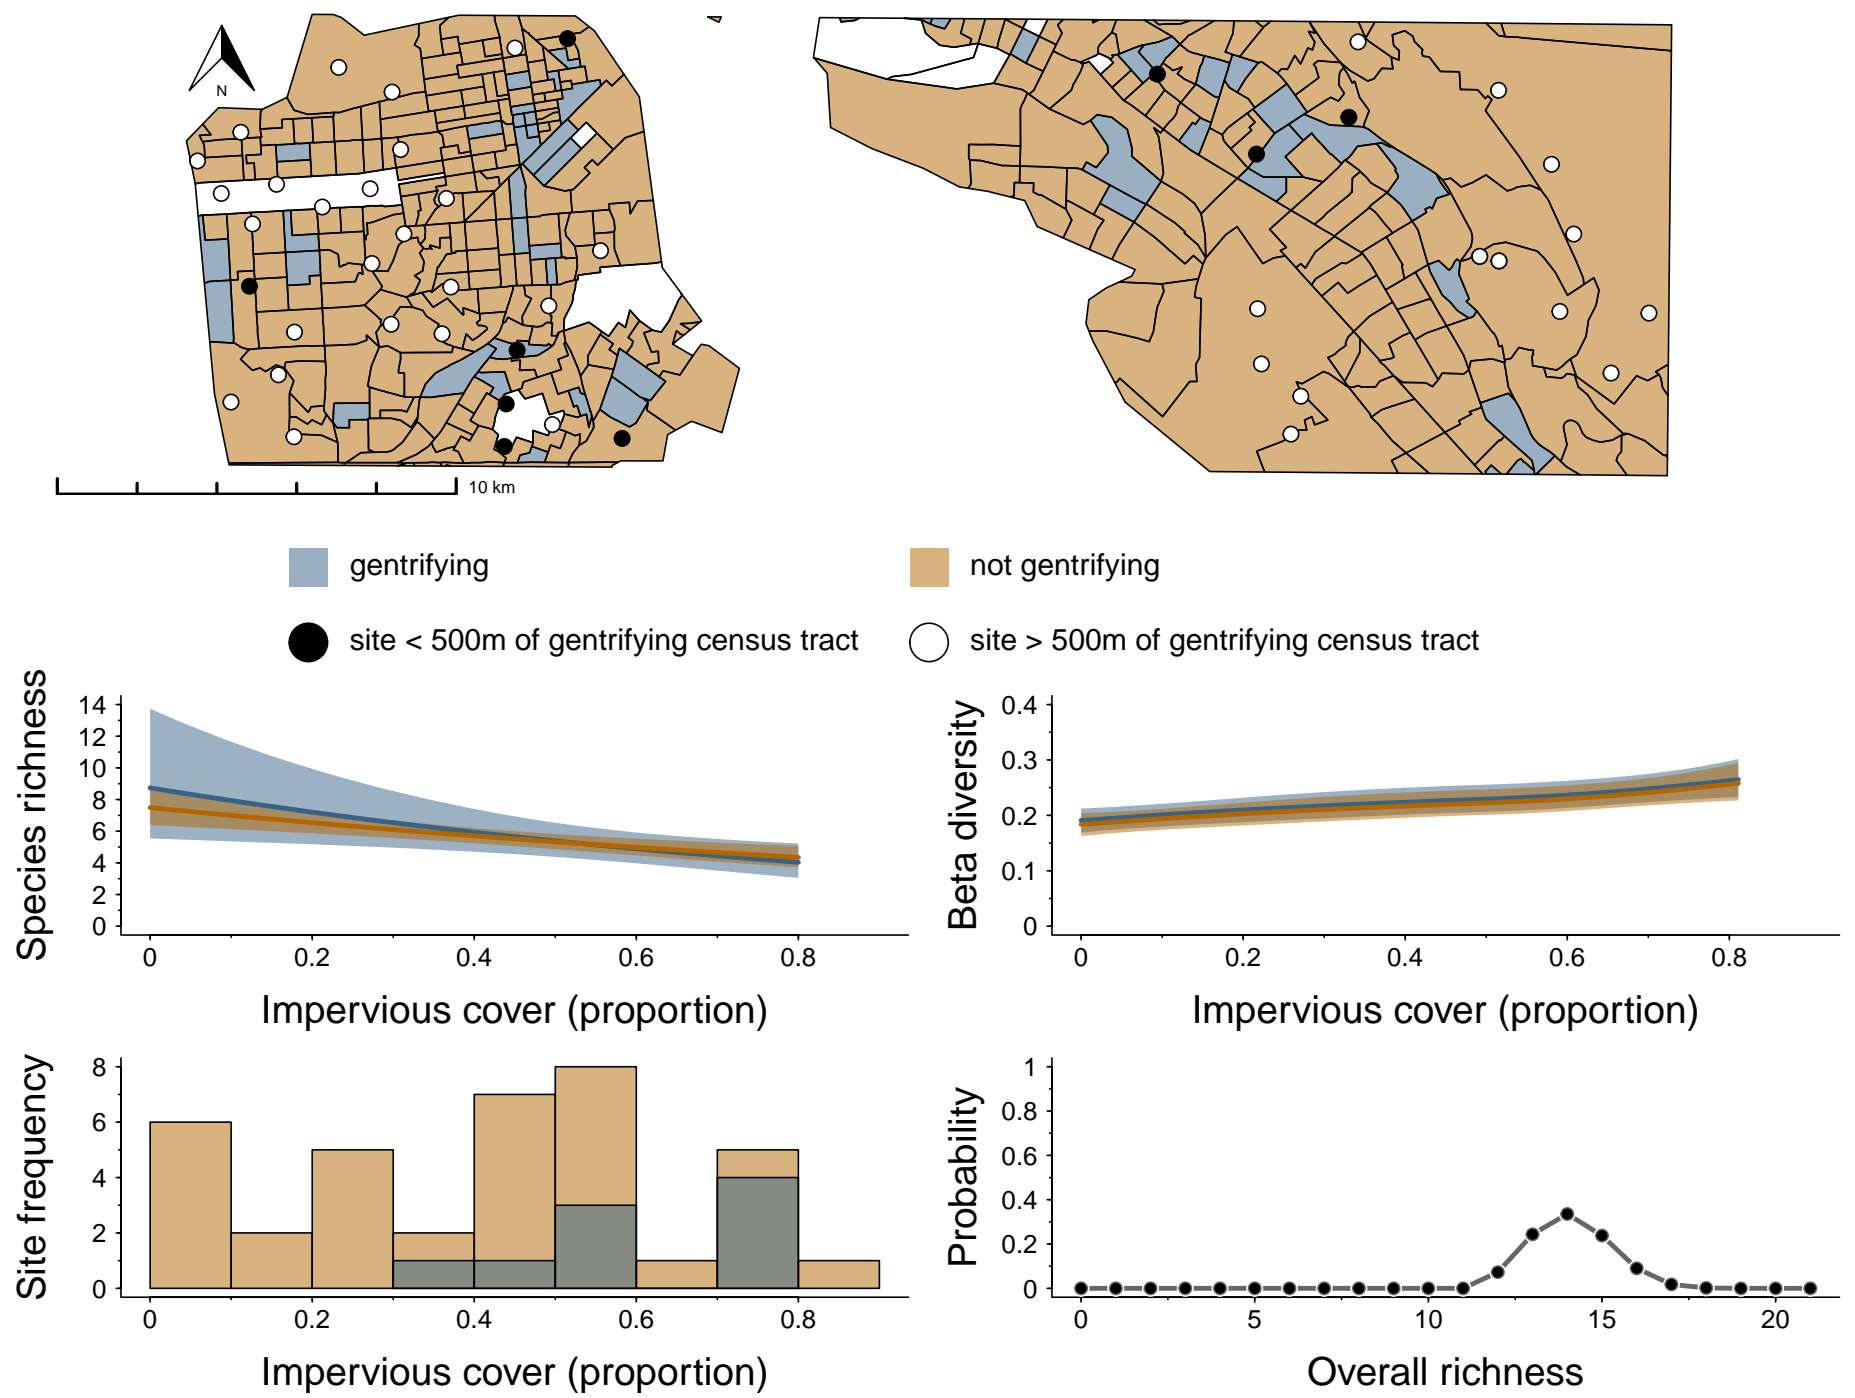 N
10 km
gentrifying
not gentrifying
site < 500m of gentrifying census tract
site > 500m of gentrifying census tract
Species richness
14
12
10
8
6
4
2
0
0 0.2 0.4 0.6 0.8
Impervious cover (proportion)
Beta diversity
0.4
0.3
0.2
0.1
0
0 0.2 0.4 0.6 0.8
Impervious cover (proportion)
Site frequency
8
6
4
2
0
0 0.2 0.4 0.6 0.8
Impervious cover (proportion)
Probability
1
0.8
0.6
0.4
0.2
0
0 5 10 15 20
Overall richness